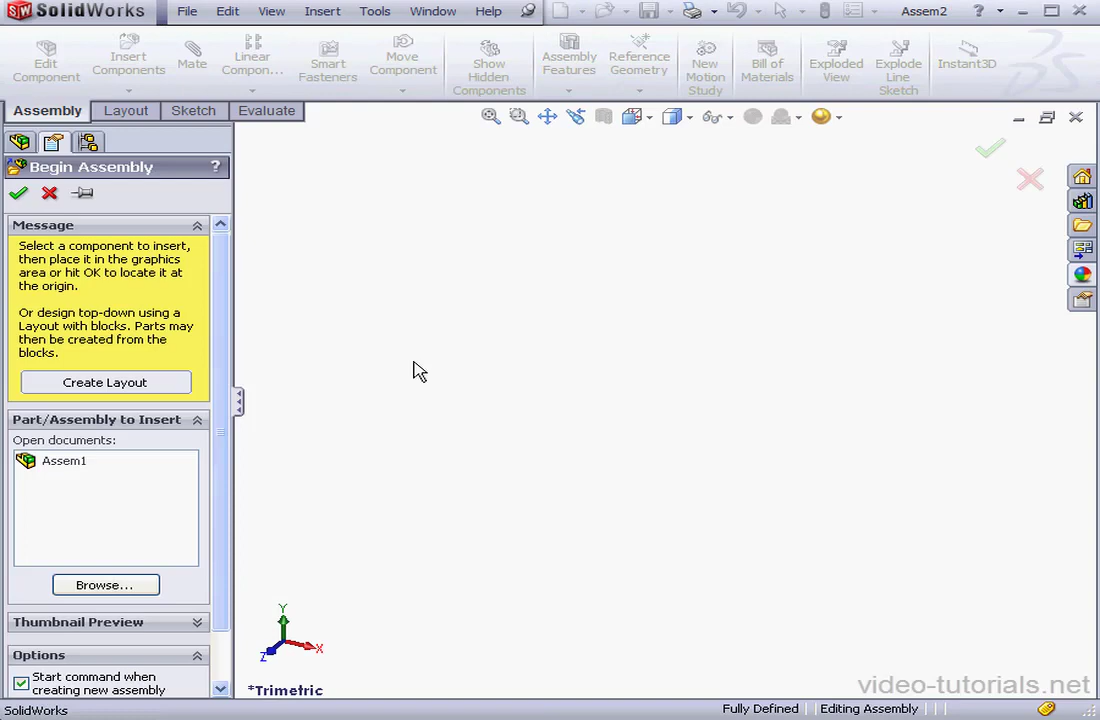 SolidWorks File Edit View Insert Tools Window Help Assem2 ?
Edit Component
Insert Components
Mate
Linear Compon...
Smart Fasteners
Move Component
Show Hidden Components
Assembly Features
Reference Geometry
New Motion Study
Bill of Materials
Exploded View
Explode Line Sketch
Instant3D
Assembly Layout Sketch Evaluate
Begin Assembly ?
Message
Select a component to insert,
then place it in the graphics
area or hit OK to locate it at
the origin.
Or design top-down using a
Layout with blocks. Parts may
then be created from the
blocks.
Create Layout
Part/Assembly to Insert
Open documents:
Assem1
Browse...
Thumbnail Preview
Options
Start command when
creating new assembly
Y
X
Z
*Trimetric
video-tutorials.net
SolidWorks Fully Defined Editing Assembly